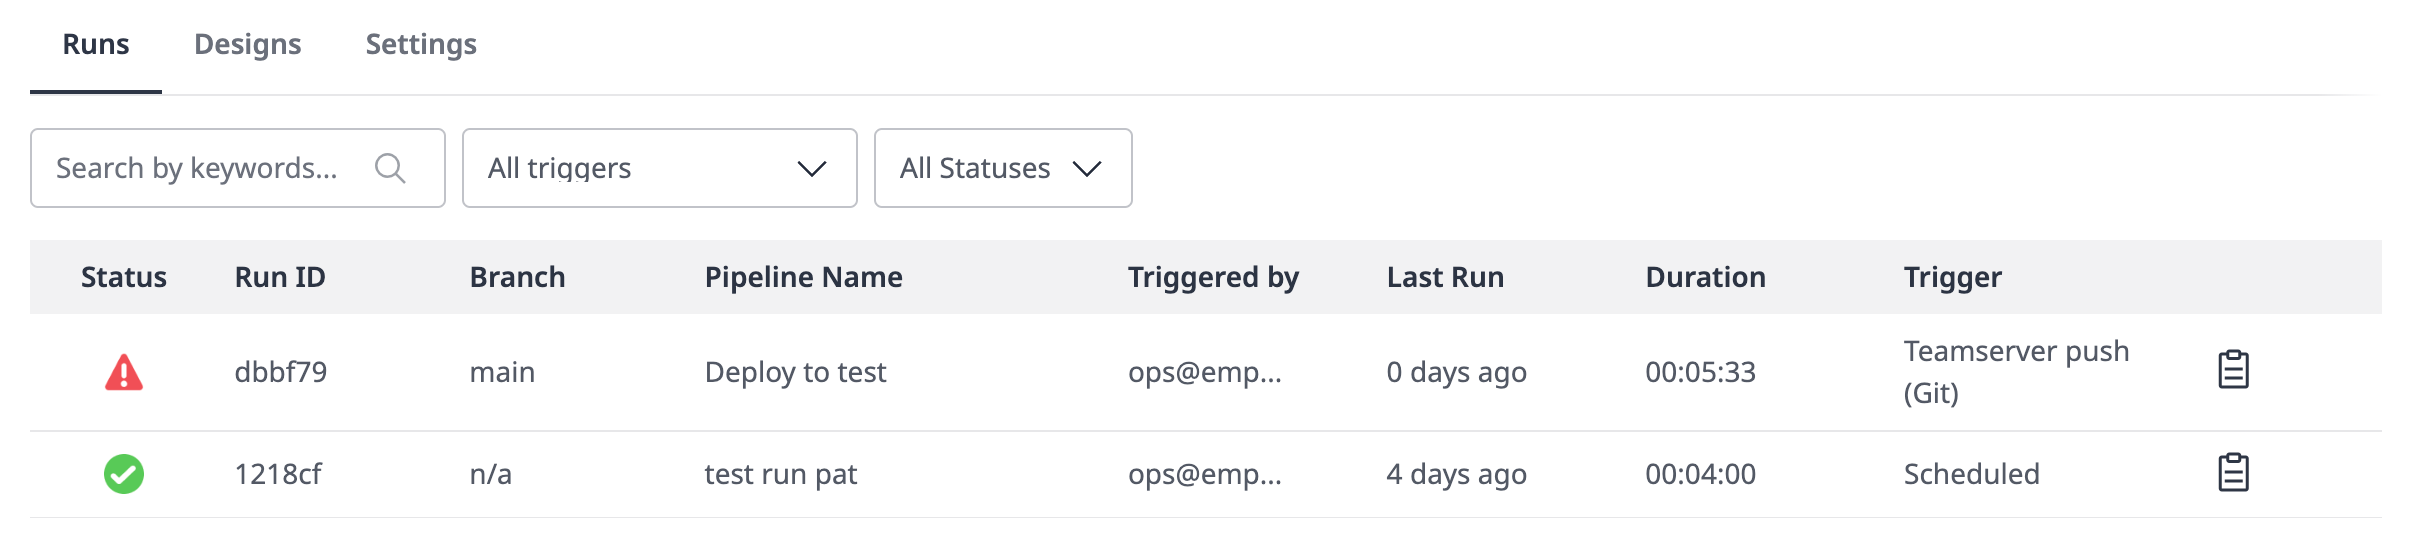 Runs Designs Settings
Search by keywords... All triggers All Statuses
Status Run ID Branch Pipeline Name Triggered by Last Run Duration Trigger
dbbf79 main Deploy to test ops@emp... 0 days ago 00:05:33 Teamserver push
(Git)
1218cf n/a test run pat ops@emp... 4 days ago 00:04:00 Scheduled